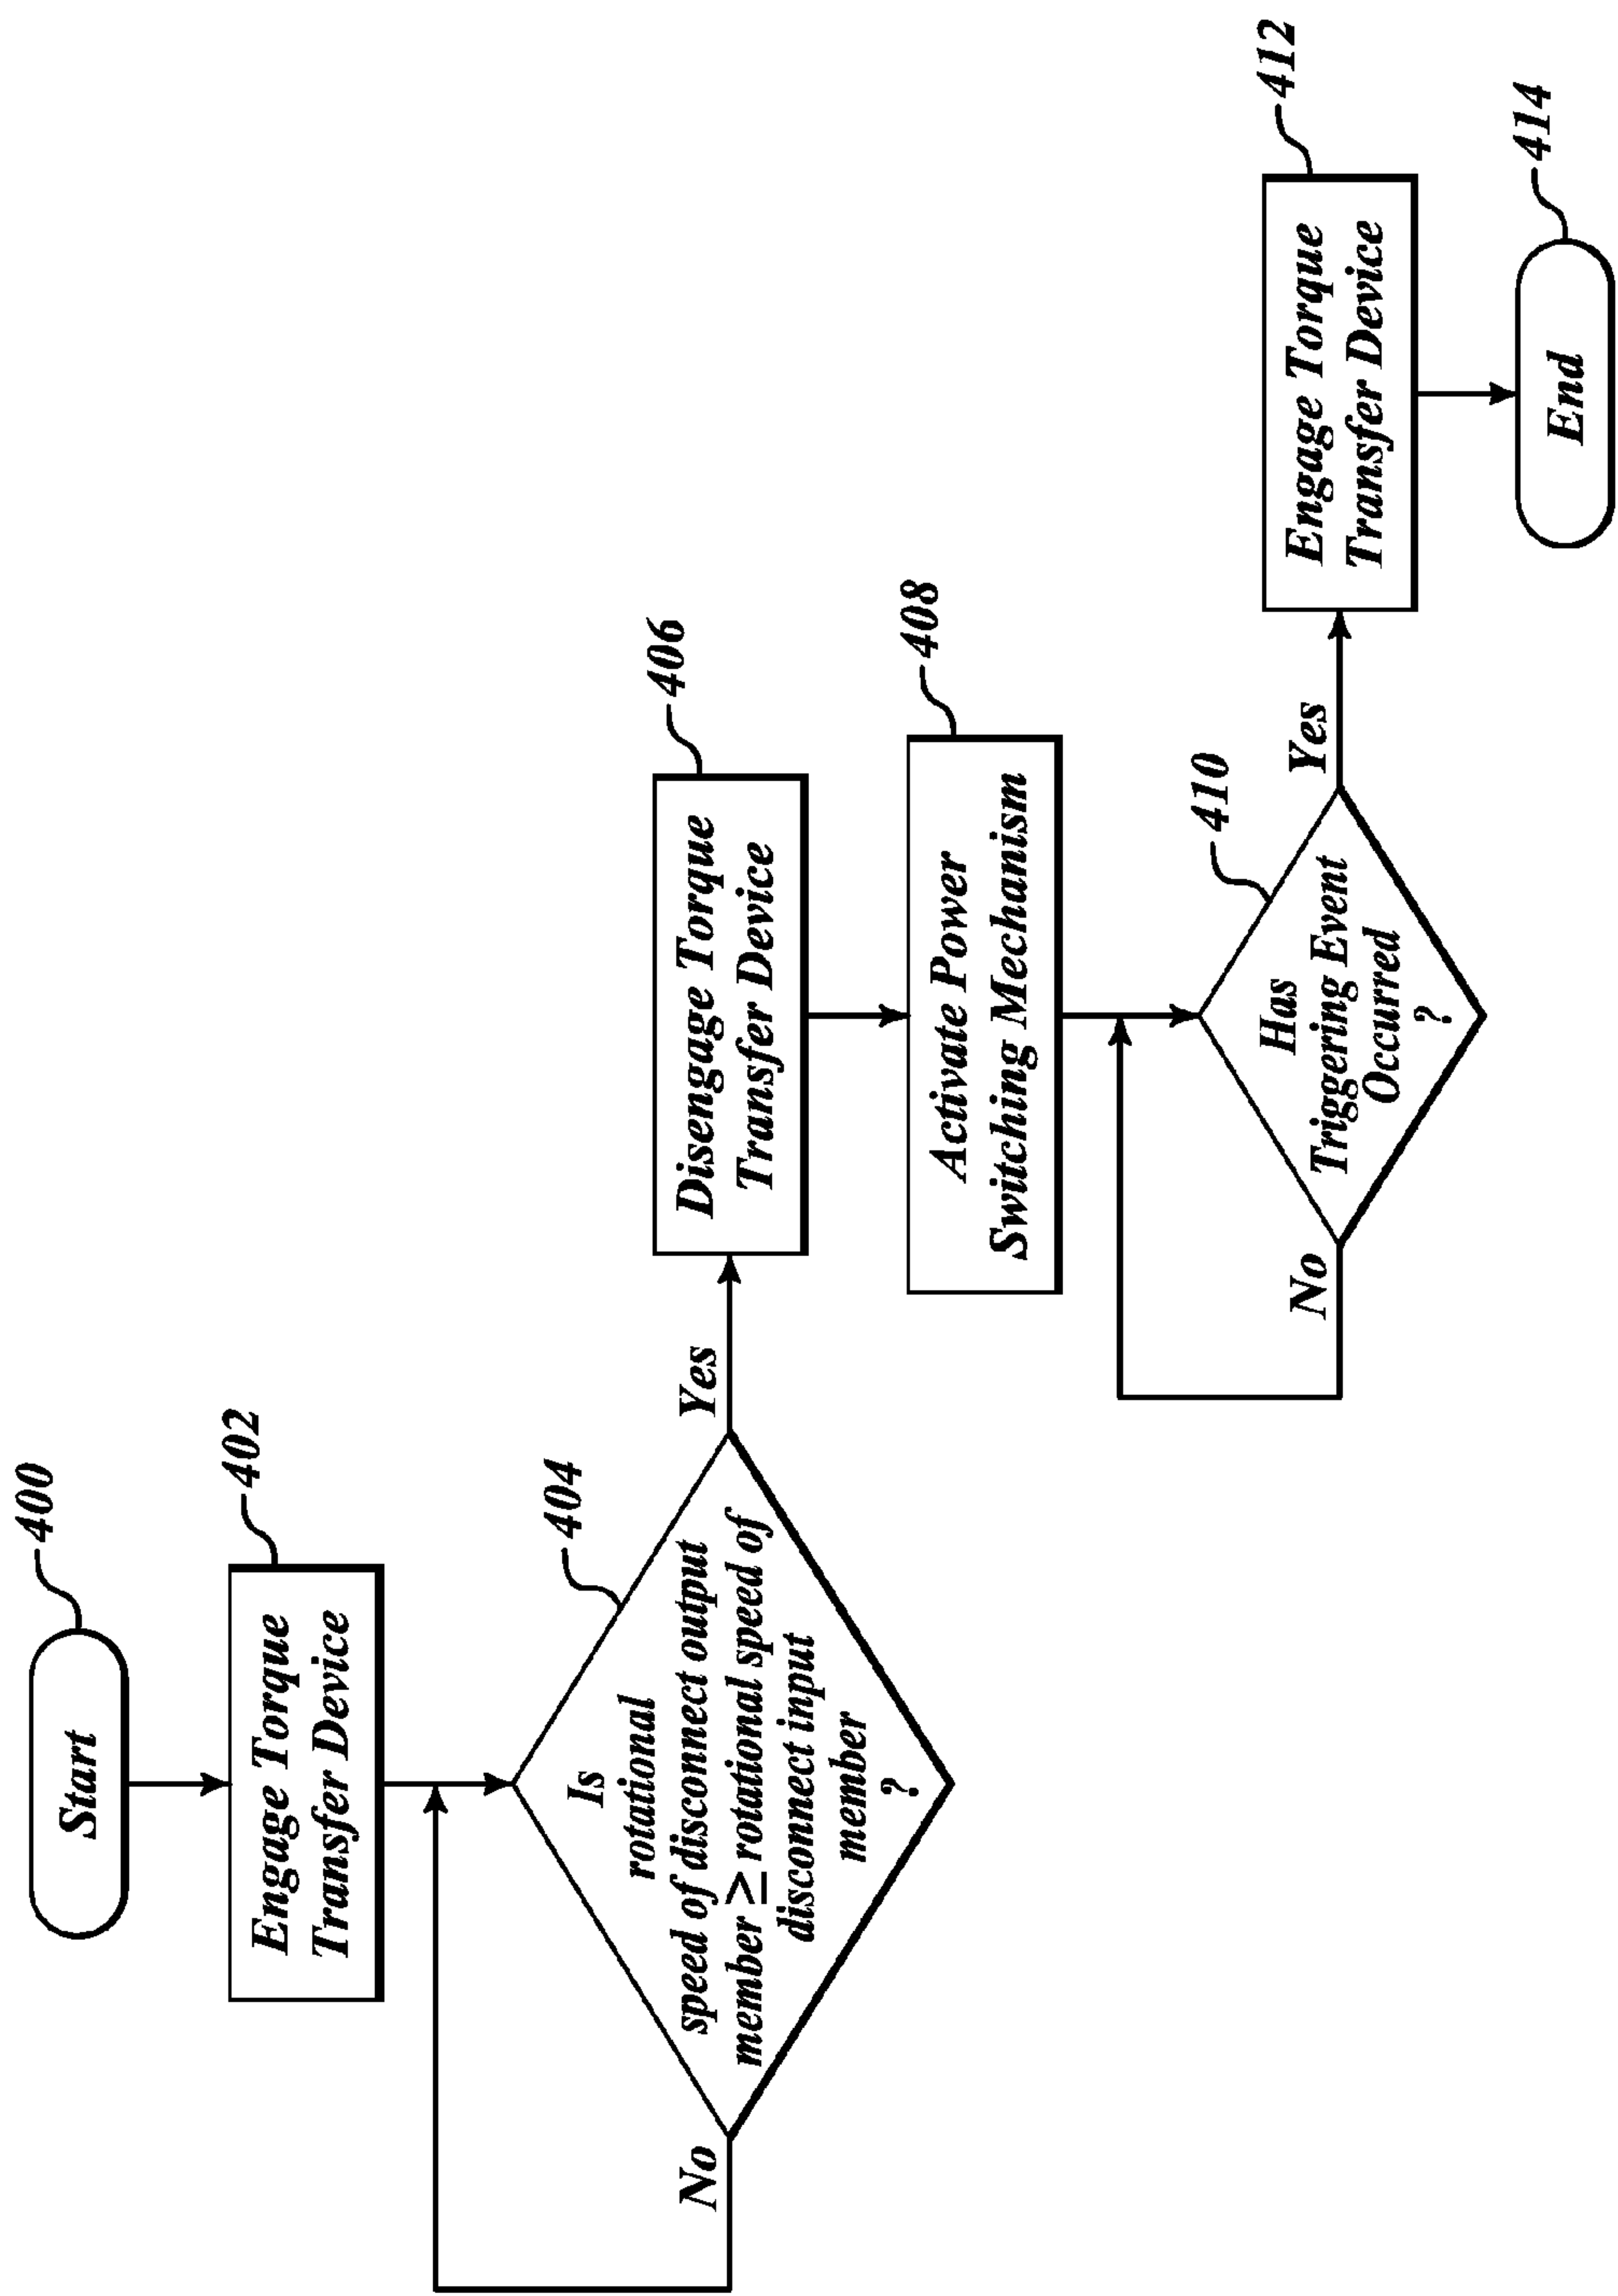 400
Start
402
Engage Torque
Transfer Device
404
Is
rotational
speed of disconnect output
member ≥ rotational speed of
disconnect input
member
?
No
Yes
406
Disengage Torque
Transfer Device
408
Activate Power
Switching Mechanism
410
Has
Triggering Event
Occurred
?
No
Yes
412
Engage Torque
Transfer Device
414
End